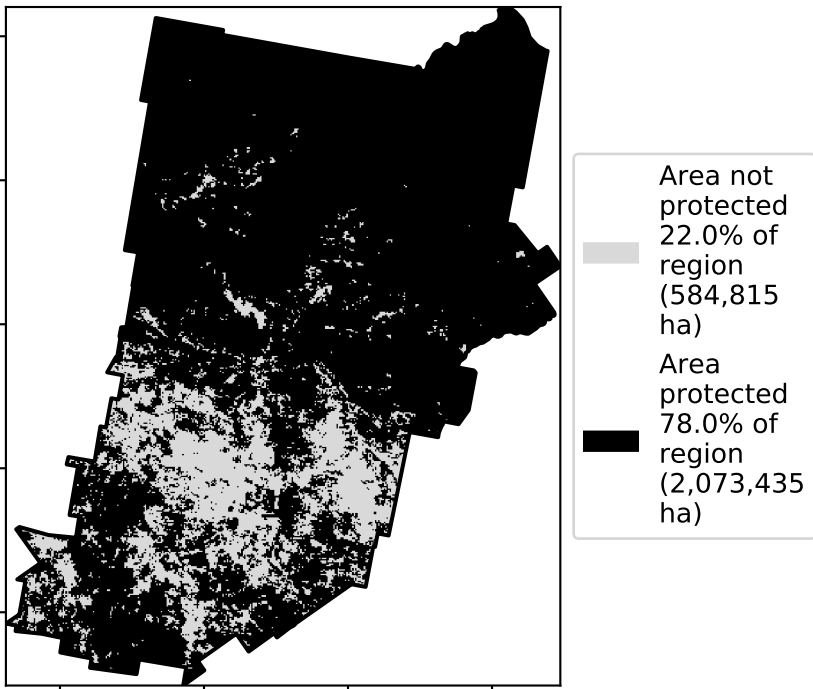 Area not
protected
22.0% of
region
(584,815
ha)
Area
protected
78.0% of
region
(2,073,435
ha)